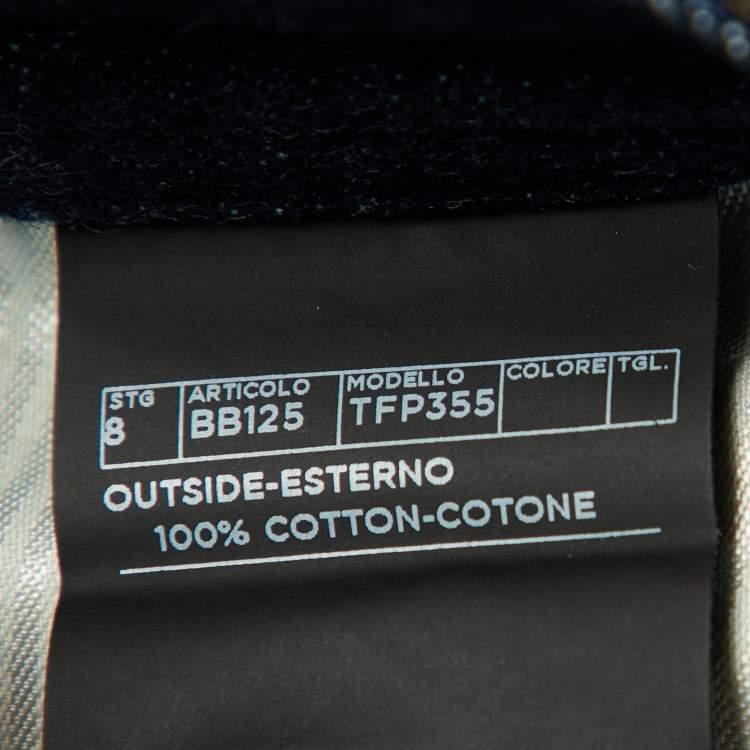 STG ARTICOLO MODELLO COLORE TGL.
8 BB125 TFP355
OUTSIDE-ESTERNO
100% COTTON-COTONE